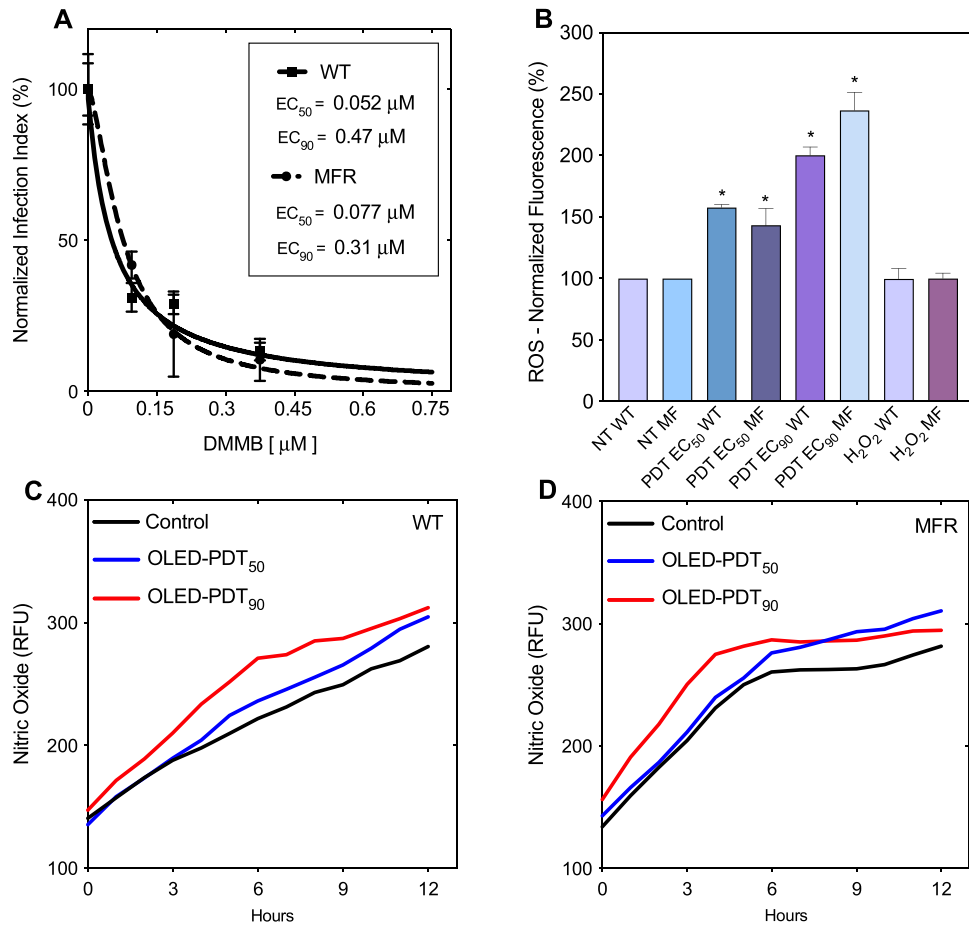 A
Normalized Infection Index (%)
100
50
0
0
0.15
0.3
0.45
0.6
0.75
DMMB [ μM ]
WT
EC50 = 0.052 μM
EC90 = 0.47 μM
MFR
EC50 = 0.077 μM
EC90 = 0.31 μM
B
ROS - Normalized Fluorescence (%)
300
250
200
150
100
50
0
*
*
*
*
NT WT
NT MF
PDT EC50 WT
PDT EC50 MF
PDT EC90 WT
PDT EC90 MF
H2O2 WT
H2O2 MF
C
Nitric Oxide (RFU)
400
300
200
100
0
3
6
9
12
Hours
Control
OLED-PDT50
OLED-PDT90
WT
D
Nitric Oxide (RFU)
400
300
200
100
0
3
6
9
12
Hours
Control
OLED-PDT50
OLED-PDT90
MFR